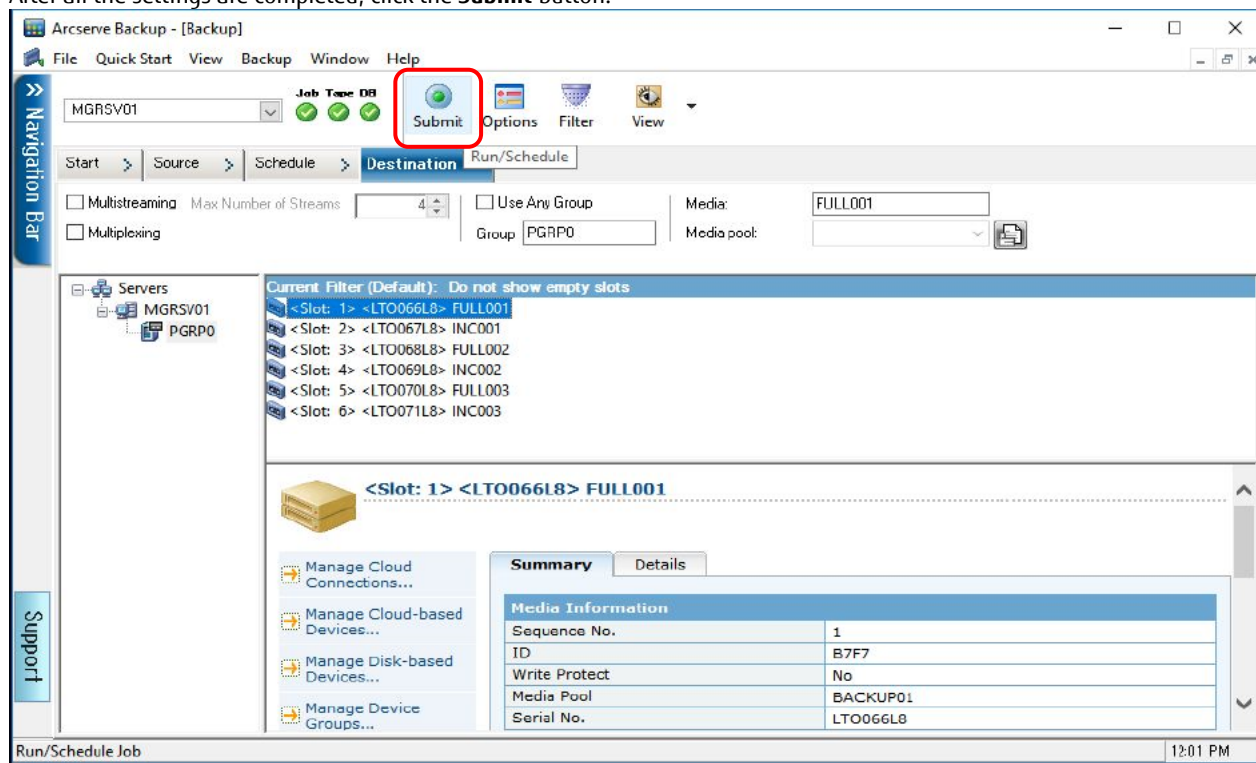 After all the settings are completed, click the Submit button.
Arcserve Backup - [Backup]
File Quick Start View Backup Window Help
Navigation Bar
MGRSV01
Job Tape DB
Submit
Options
Filter
View
Run/Schedule
Start
Source
Schedule
Destination
Multistreaming Max Number of Streams 4
Multiplexing
Use Any Group
Group PGRP0
Media: FULL001
Media pool:
Servers
MGRSV01
PGRP0
Current Filter (Default): Do not show empty slots
<Slot: 1> <LTO066L8> FULL001
<Slot: 2> <LTO067L8> INC001
<Slot: 3> <LTO068L8> FULL002
<Slot: 4> <LTO069L8> INC002
<Slot: 5> <LTO070L8> FULL003
<Slot: 6> <LTO071L8> INC003
<Slot: 1> <LTO066L8> FULL001
Manage Cloud
Connections...
Manage Cloud-based
Devices...
Manage Disk-based
Devices...
Manage Device
Groups...
Summary Details
Media Information
Sequence No. 1
ID B7F7
Write Protect No
Media Pool BACKUP01
Serial No. LTO066L8
Support
Run/Schedule Job
12:01 PM